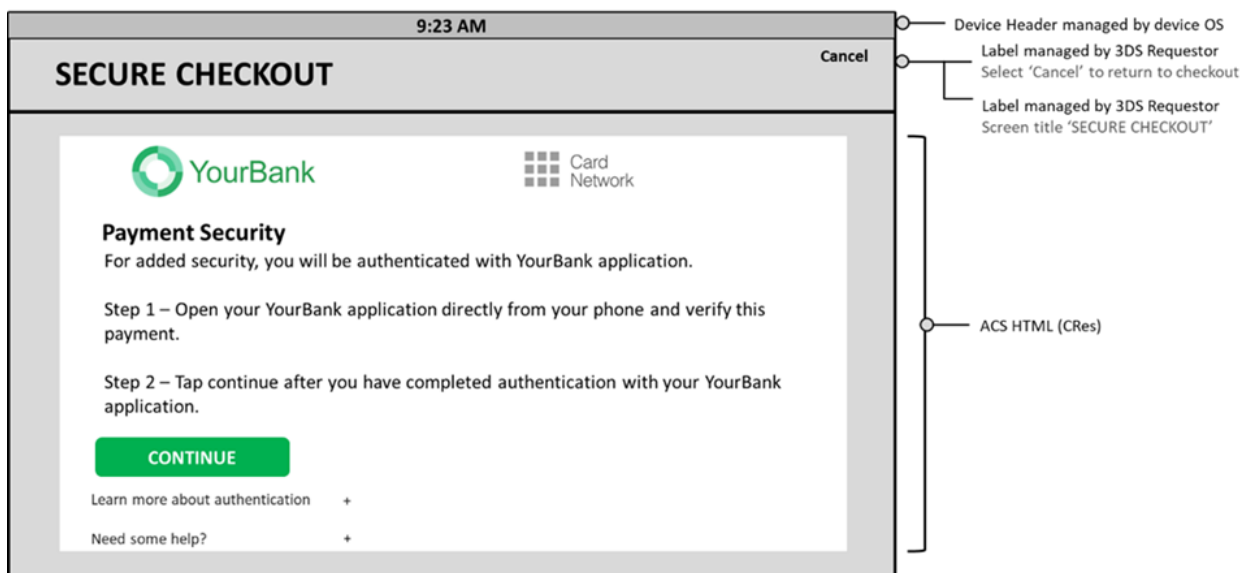 9:23 AM
Device Header managed by device OS
SECURE CHECKOUT
Cancel
Label managed by 3DS Requestor
Select ‘Cancel’ to return to checkout
Label managed by 3DS Requestor
Screen title ‘SECURE CHECKOUT’
YourBank
Card
Network
Payment Security
For added security, you will be authenticated with YourBank application.
Step 1 – Open your YourBank application directly from your phone and verify this
payment.
Step 2 – Tap continue after you have completed authentication with your YourBank
application.
CONTINUE
Learn more about authentication +
Need some help? +
ACS HTML (CRes)